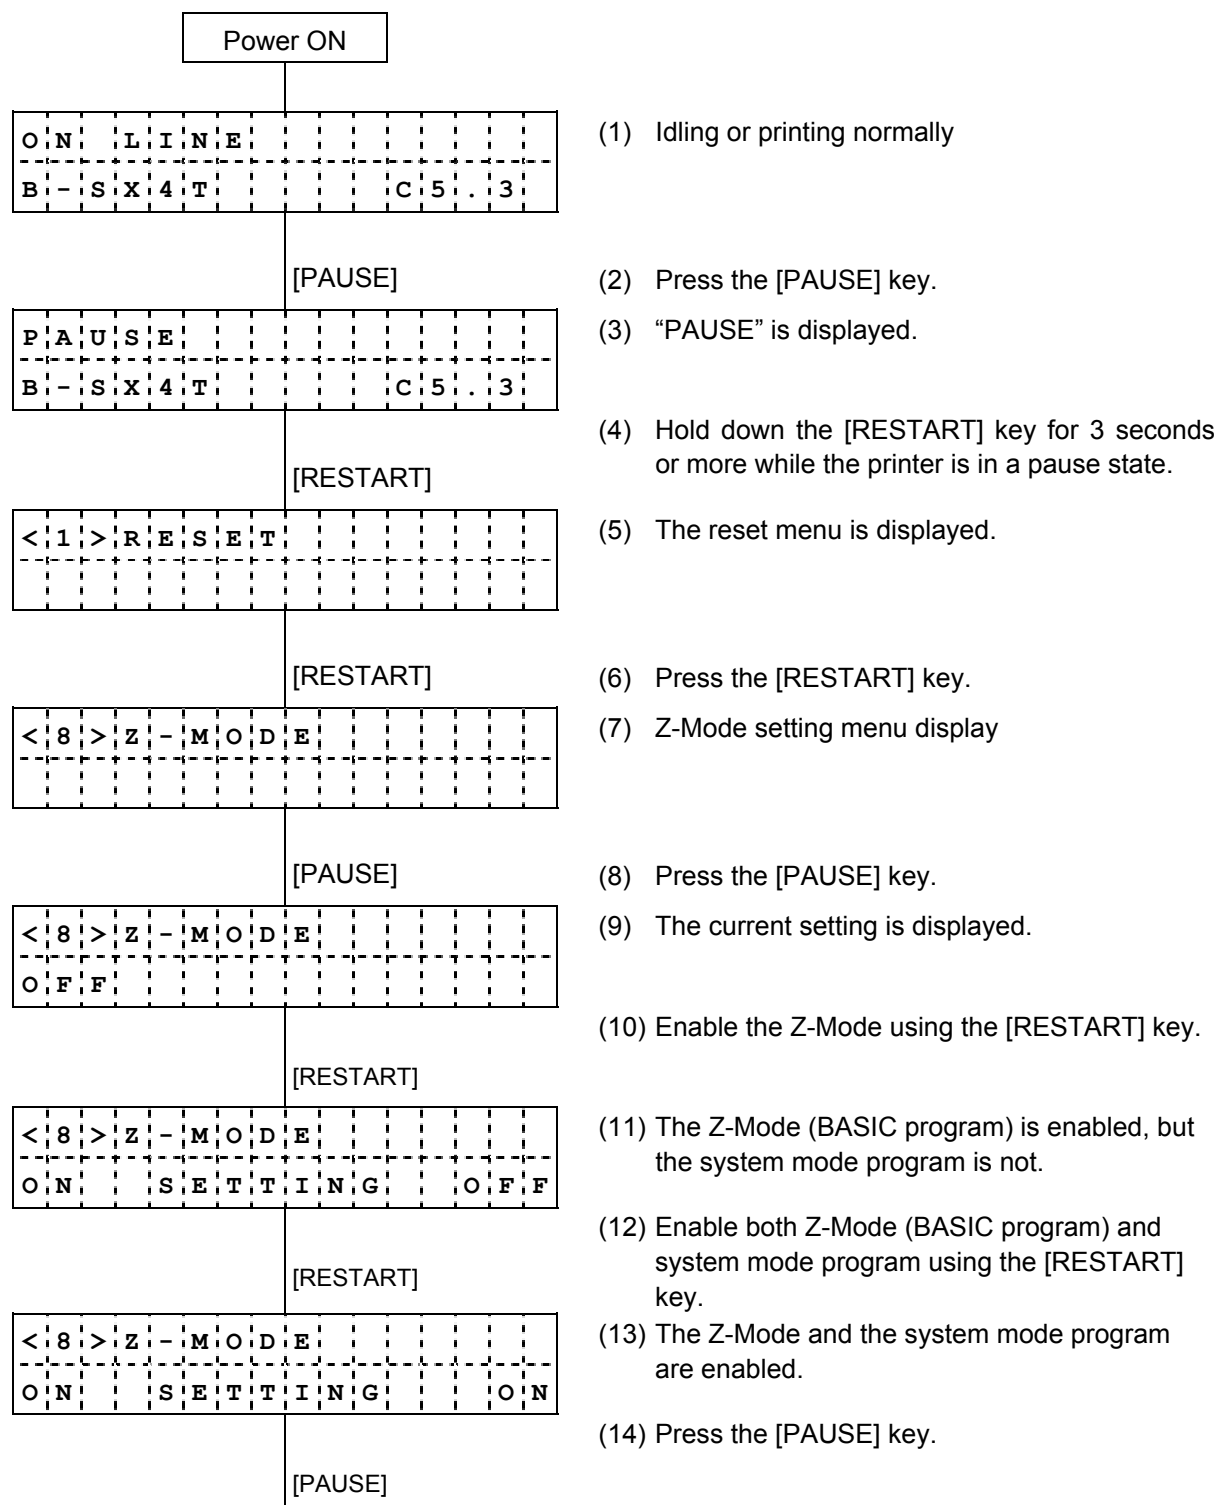 Power ON
ON LINE
B-SX4T C5.3
(1) Idling or printing normally
[PAUSE]
(2) Press the [PAUSE] key.
PAUSE
B-SX4T C5.3
(3) “PAUSE” is displayed.
(4) Hold down the [RESTART] key for 3 seconds
or more while the printer is in a pause state.
[RESTART]
<1>RESET
(5) The reset menu is displayed.
[RESTART]
(6) Press the [RESTART] key.
<8>Z-MODE
(7) Z-Mode setting menu display
[PAUSE]
(8) Press the [PAUSE] key.
<8>Z-MODE
OFF
(9) The current setting is displayed.
(10) Enable the Z-Mode using the [RESTART] key.
[RESTART]
<8>Z-MODE
ON SETTING OFF
(11) The Z-Mode (BASIC program) is enabled, but
the system mode program is not.
(12) Enable both Z-Mode (BASIC program) and
system mode program using the [RESTART]
key.
[RESTART]
<8>Z-MODE
ON SETTING ON
(13) The Z-Mode and the system mode program
are enabled.
(14) Press the [PAUSE] key.
[PAUSE]